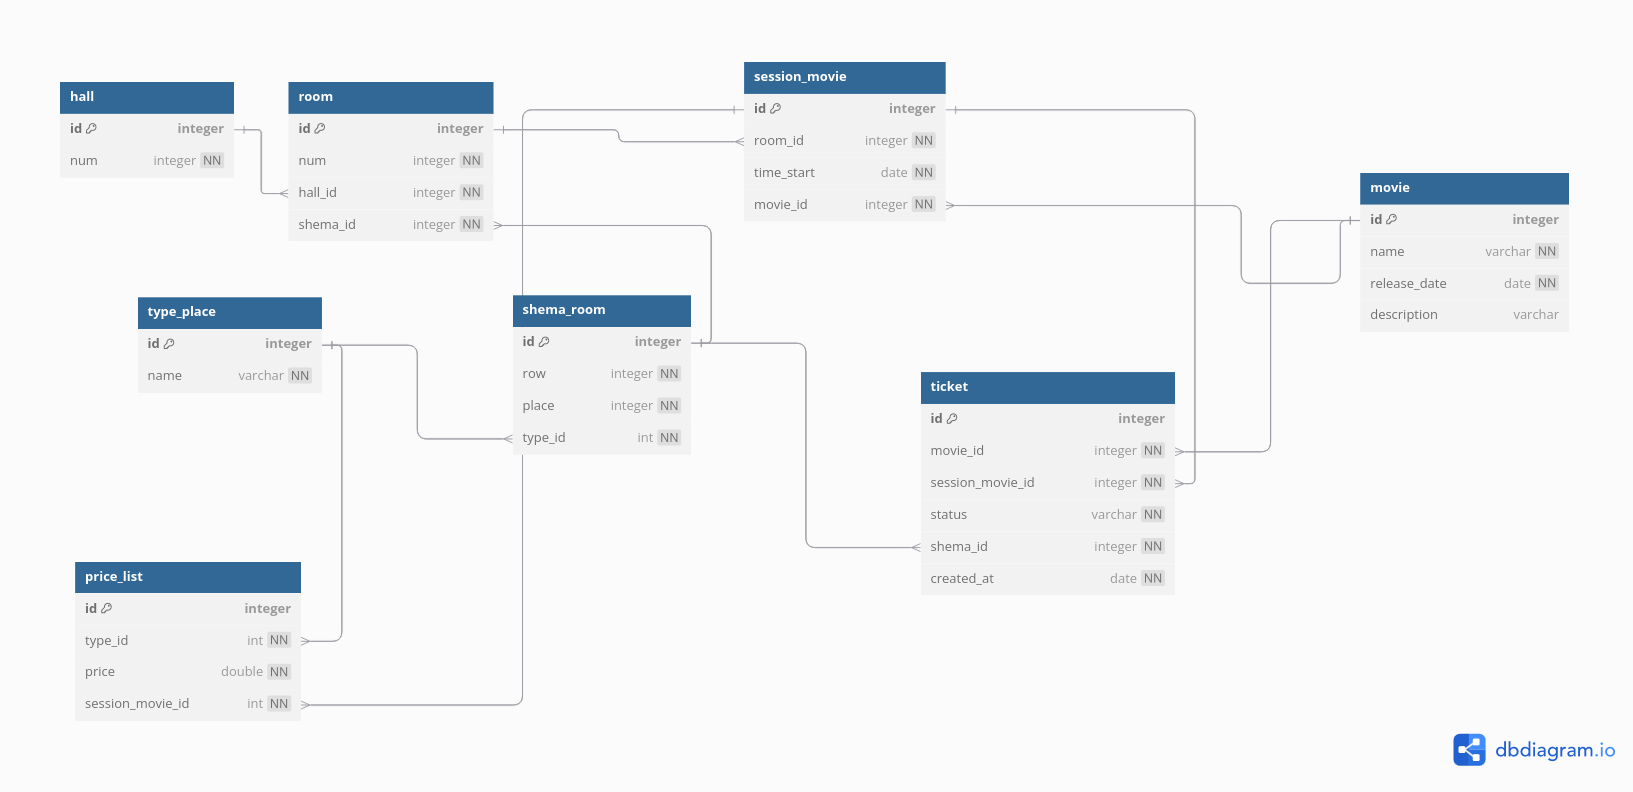 hall
id integer
num integer NN
room
id integer
num integer NN
hall_id integer NN
shema_id integer NN
session_movie
id integer
room_id integer NN
time_start date NN
movie_id integer NN
movie
id integer
name varchar NN
release_date date NN
description varchar
type_place
id integer
name varchar NN
shema_room
id integer
row integer NN
place integer NN
type_id int NN
ticket
id integer
movie_id integer NN
session_movie_id integer NN
status varchar NN
shema_id integer NN
created_at date NN
price_list
id integer
type_id int NN
price double NN
session_movie_id int NN
dbdiagram.io